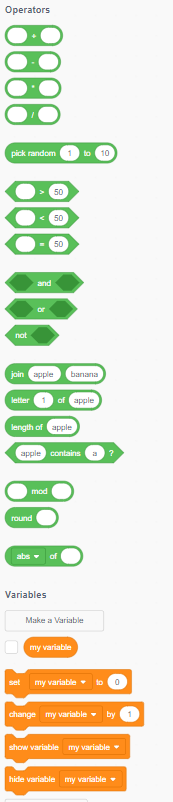 Operators
+
-
*
/
pick random 1 to 10
> 50
< 50
= 50
and
or
not
join apple banana
letter 1 of apple
length of apple
apple contains a ?
mod
round
abs of
Variables
Make a Variable
my variable
set my variable to 0
change my variable by 1
show variable my variable
hide variable my variable